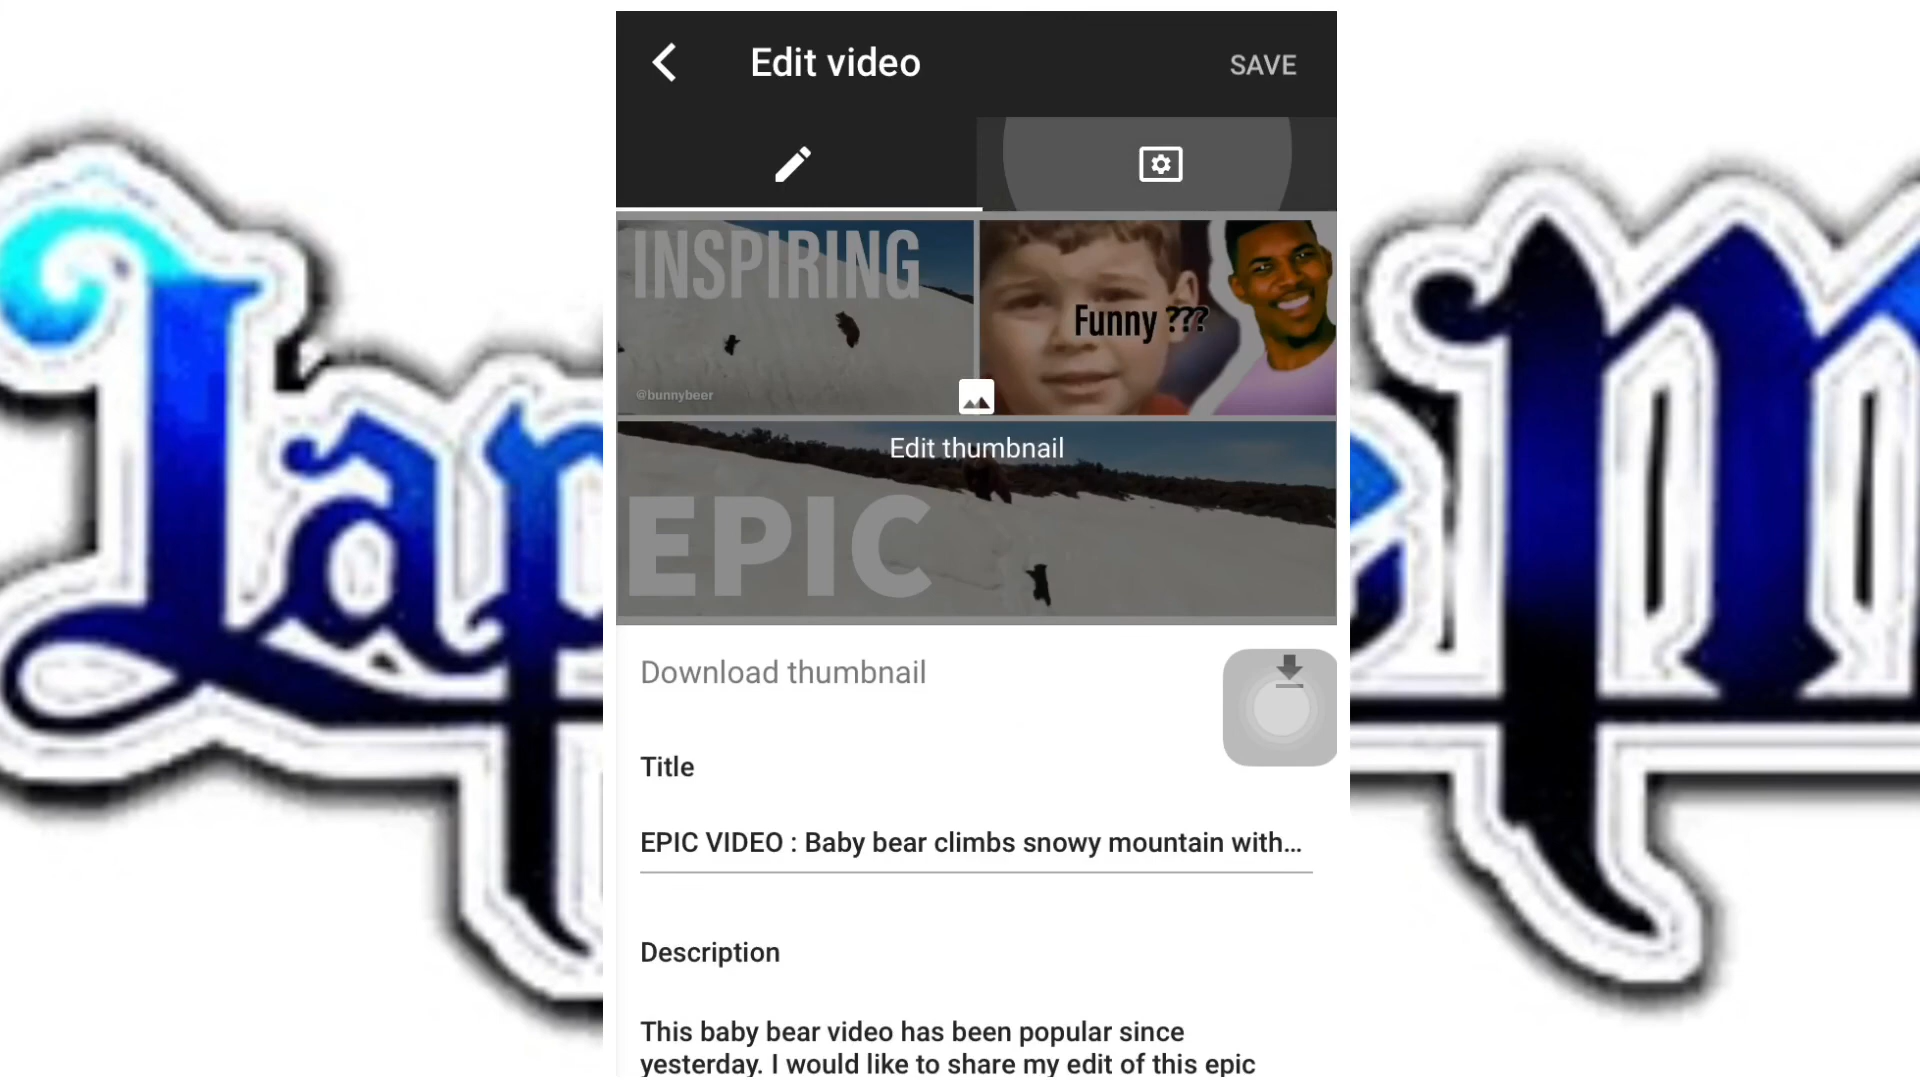 Edit video
SAVE
INSPIRING
Funny ???
@bunnybeer
Edit thumbnail
EPIC
Download thumbnail
Title
EPIC VIDEO : Baby bear climbs snowy mountain with...
Description
This baby bear video has been popular since
yesterday. I would like to share my edit of this epic